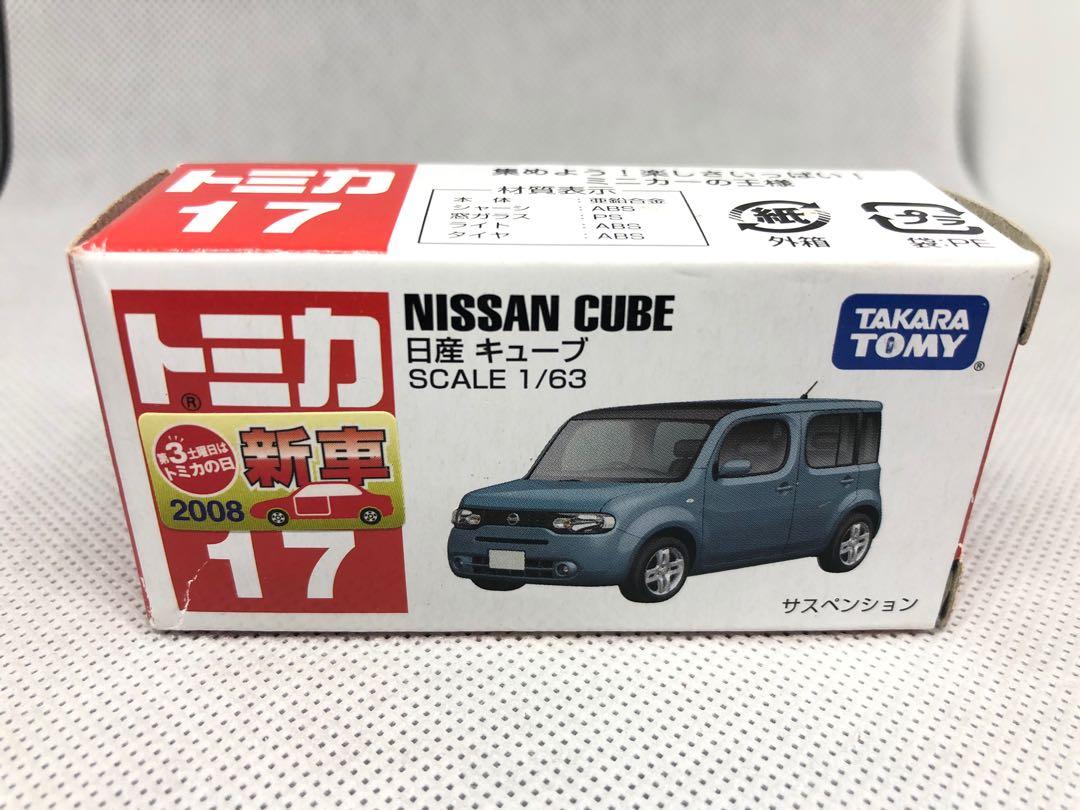 トミカ
17
集めよう！楽しさいっぱい！
ミニカーの王様
材質表示
本体：亜鉛合金
シャーシ：ABS
窓ガラス：PS
ライト：ABS
タイヤ：ABS
紙
外箱
プラ
袋:PE
トミカ®
NISSAN CUBE
日産 キューブ
SCALE 1/63
TAKARA
TOMY®
第3土曜日は
トミカの日
新車
2008
17
サスペンション